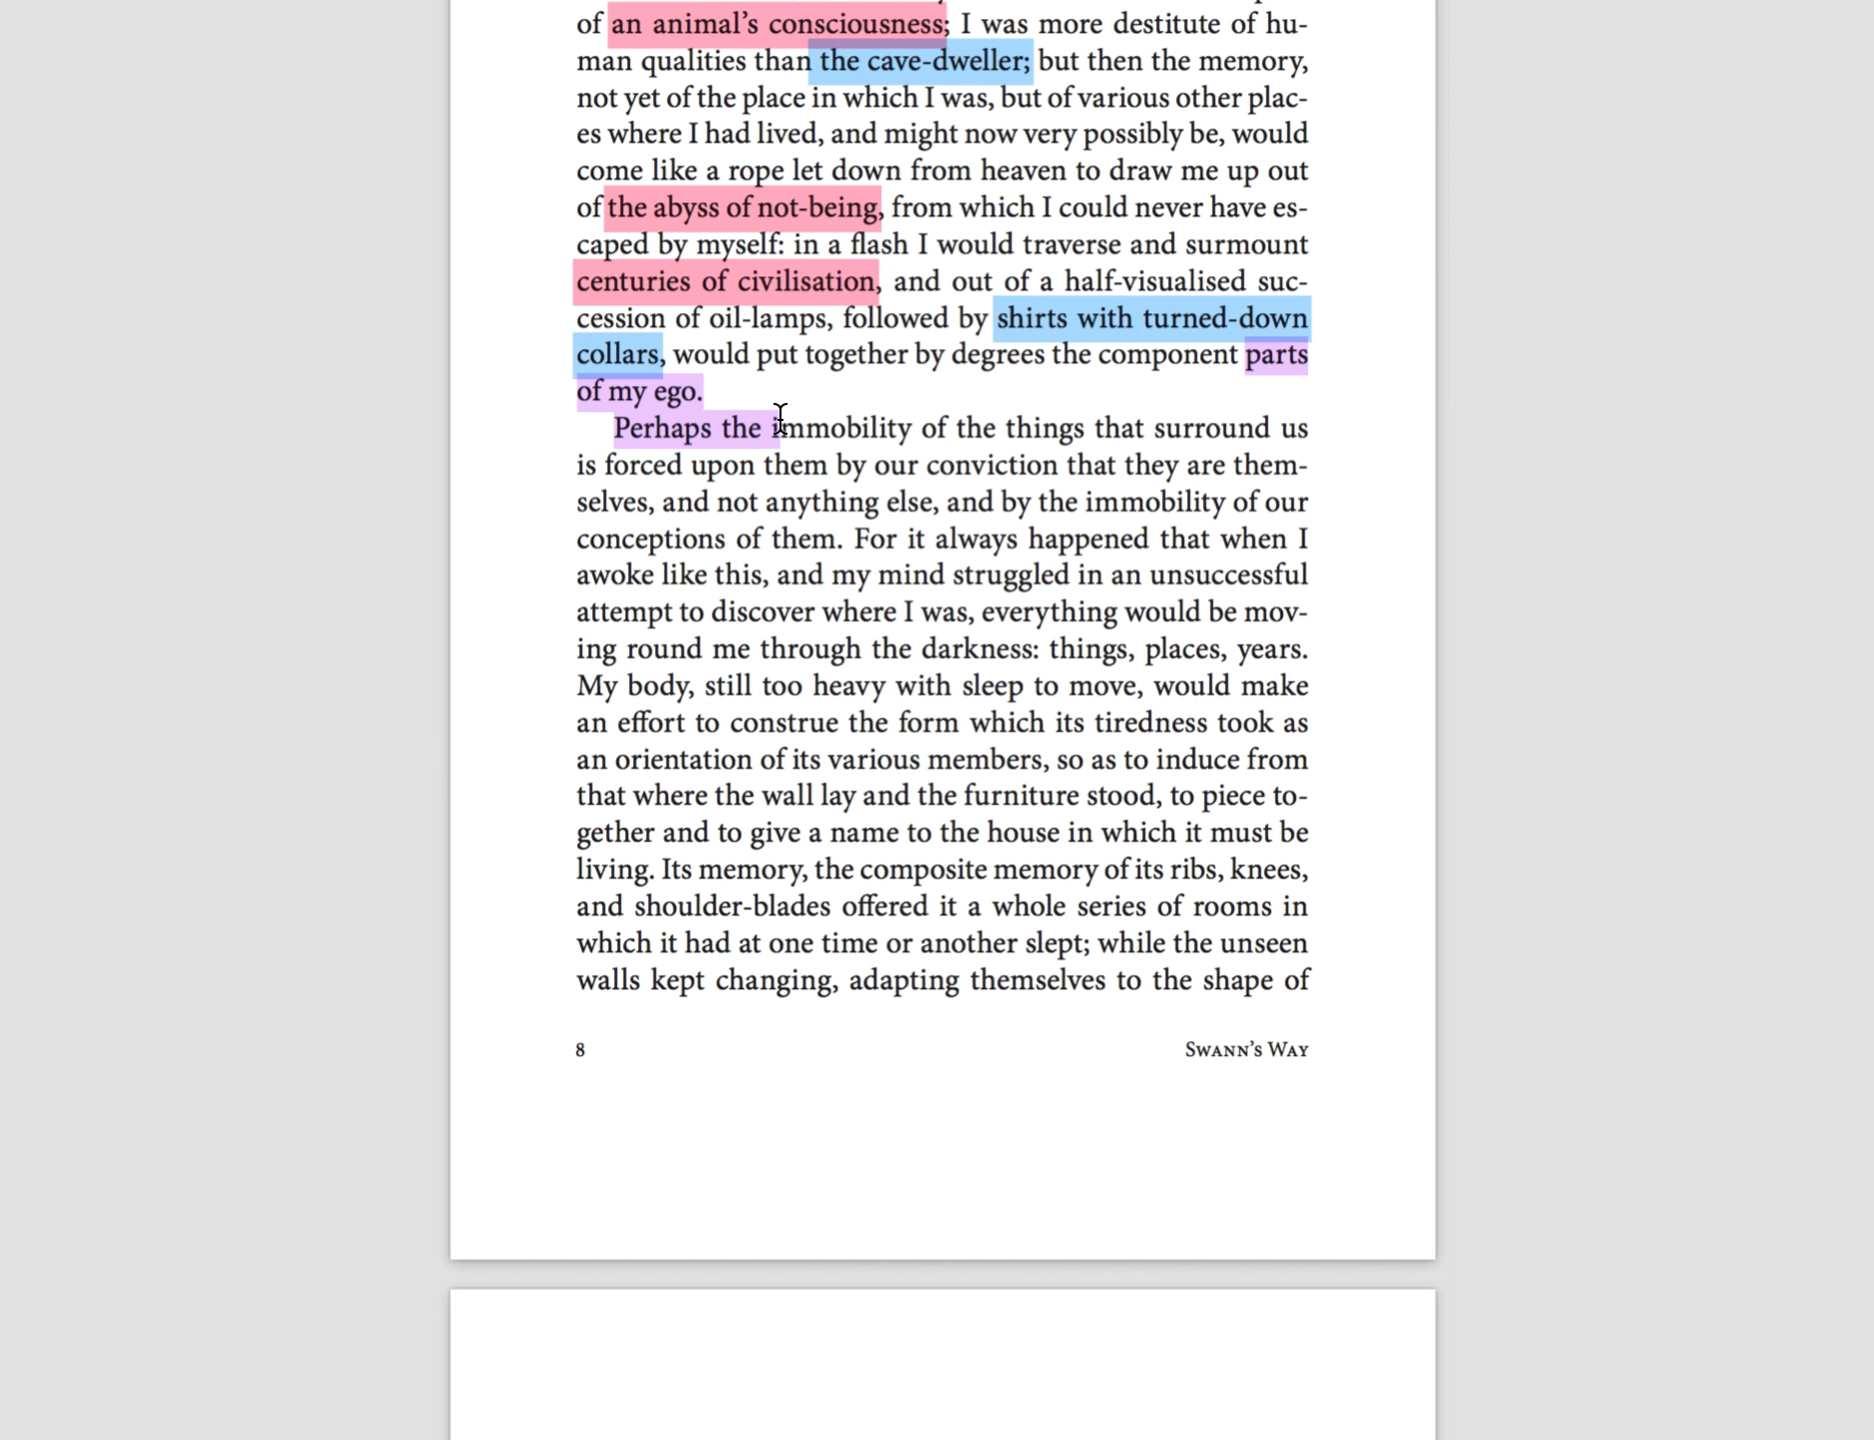 of an animal’s consciousness; I was more destitute of hu-
man qualities than the cave-dweller; but then the memory,
not yet of the place in which I was, but of various other plac-
es where I had lived, and might now very possibly be, would
come like a rope let down from heaven to draw me up out
of the abyss of not-being, from which I could never have es-
caped by myself: in a flash I would traverse and surmount
centuries of civilisation, and out of a half-visualised suc-
cession of oil-lamps, followed by shirts with turned-down
collars, would put together by degrees the component parts
of my ego.
Perhaps the immobility of the things that surround us
is forced upon them by our conviction that they are them-
selves, and not anything else, and by the immobility of our
conceptions of them. For it always happened that when I
awoke like this, and my mind struggled in an unsuccessful
attempt to discover where I was, everything would be mov-
ing round me through the darkness: things, places, years.
My body, still too heavy with sleep to move, would make
an effort to construe the form which its tiredness took as
an orientation of its various members, so as to induce from
that where the wall lay and the furniture stood, to piece to-
gether and to give a name to the house in which it must be
living. Its memory, the composite memory of its ribs, knees,
and shoulder-blades offered it a whole series of rooms in
which it had at one time or another slept; while the unseen
walls kept changing, adapting themselves to the shape of
8 Swann’s Way